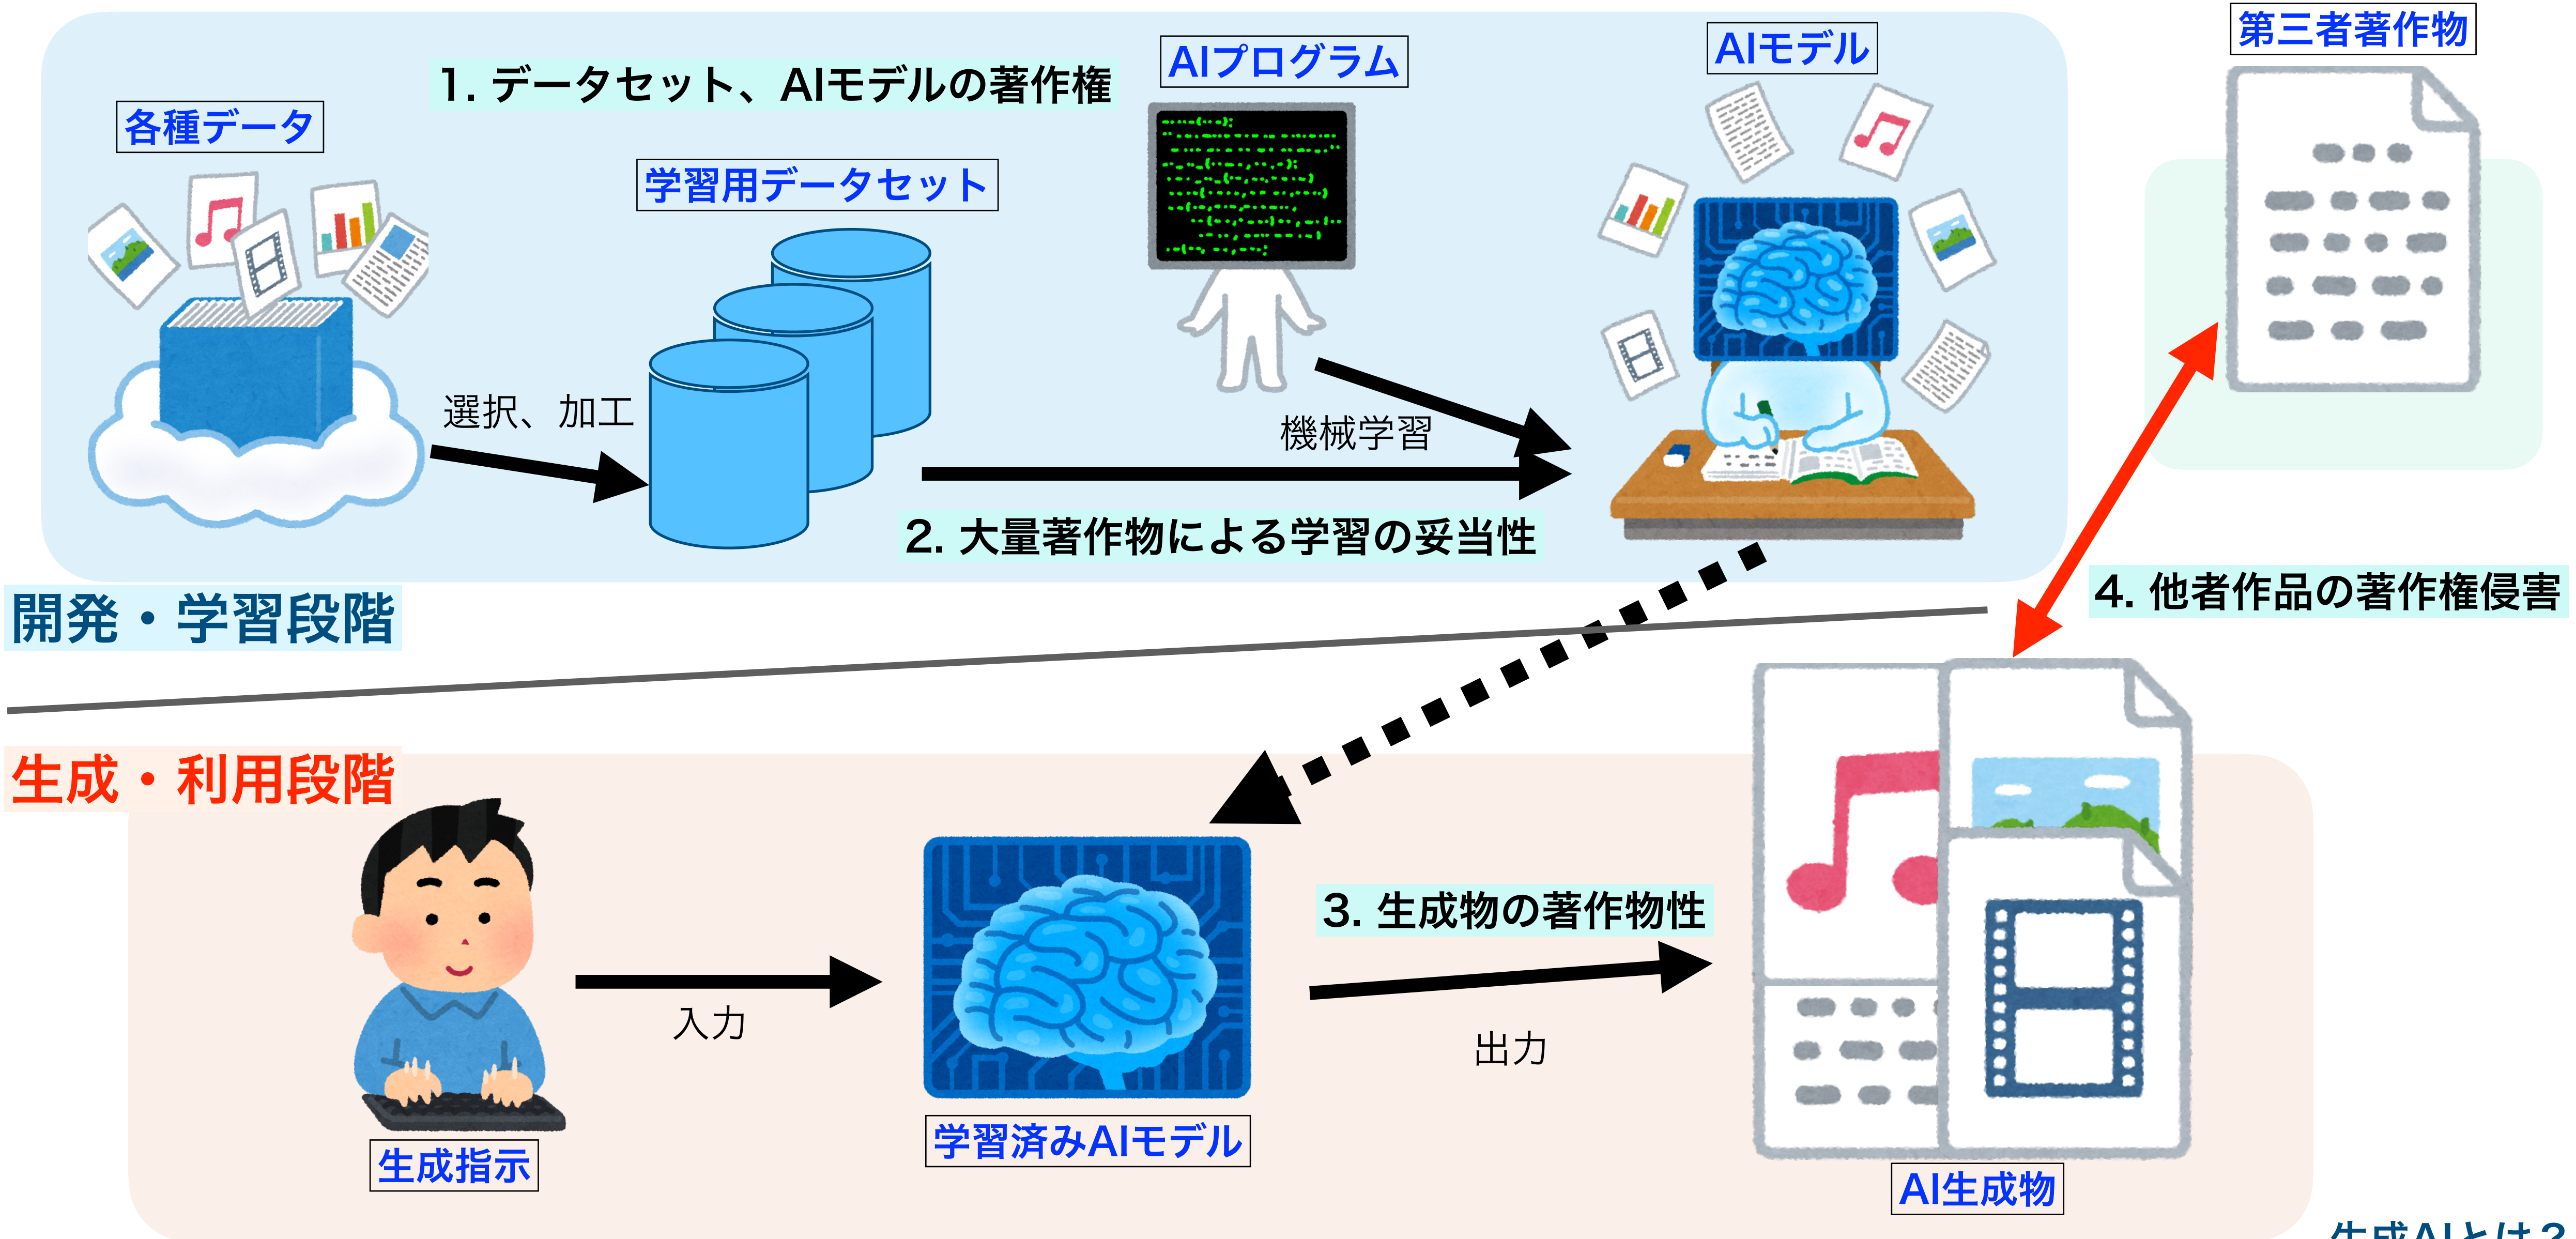 第三者著作物
AIモデル
AIプログラム
1. データセット、AIモデルの著作権
各種データ
学習用データセット
選択、加工
機械学習
2. 大量著作物による学習の妥当性
4. 他者作品の著作権侵害
開発・学習段階
生成・利用段階
3. 生成物の著作物性
入力
出力
学習済みAIモデル
生成指示
AI生成物
生成AIとは?